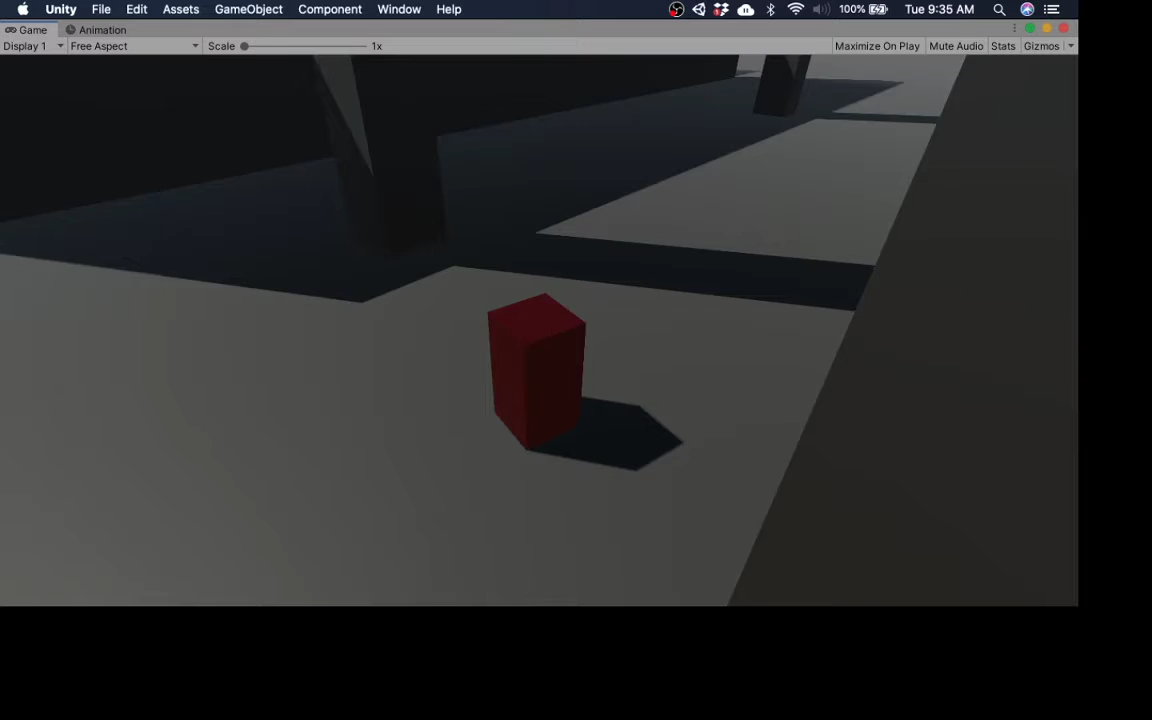 Unity File Edit Assets GameObject Component Window Help 100% Tue 9:35 AM
Game Animation
Display 1 Free Aspect Scale 1x Maximize On Play Mute Audio Stats Gizmos